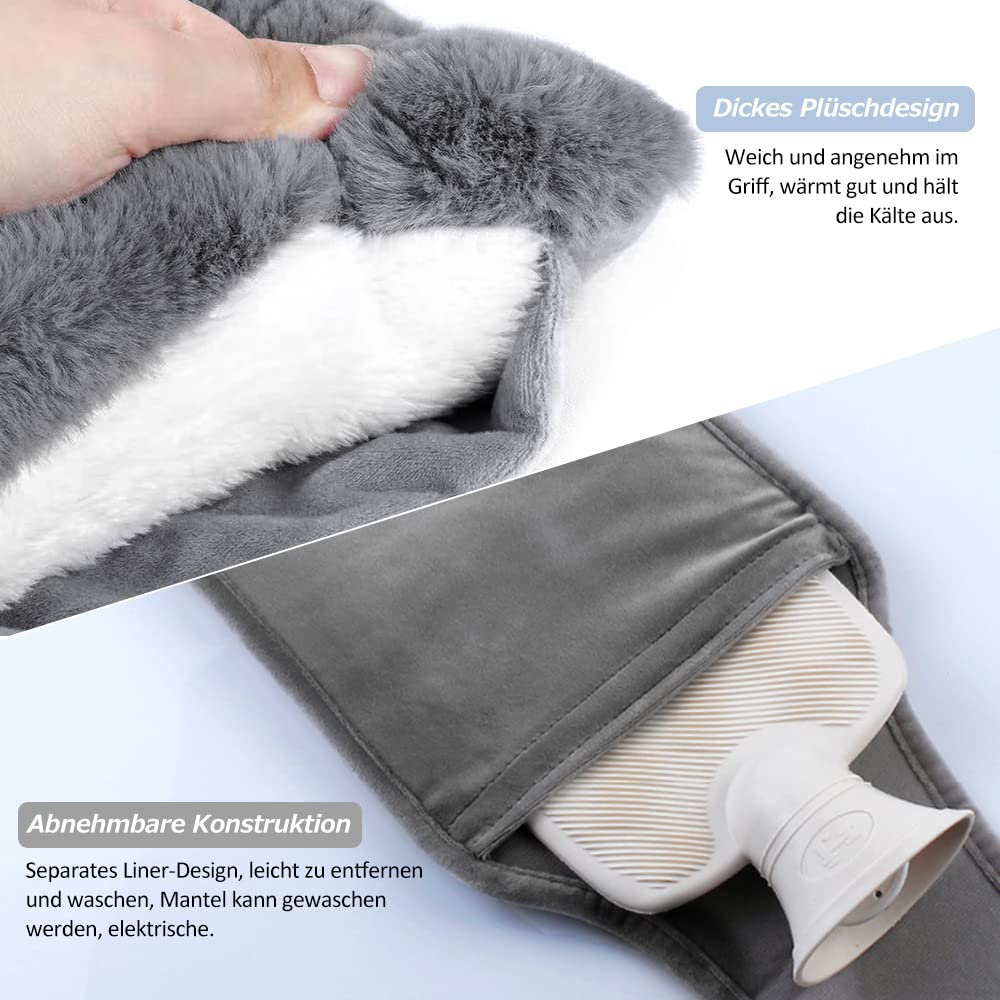 Dickes Plüschdesign
Weich und angenehm im
Griff, wärmt gut und hält
die Kälte aus.
Abnehmbare Konstruktion
Separates Liner-Design, leicht zu entfernen
und waschen, Mantel kann gewaschen
werden, elektrische.